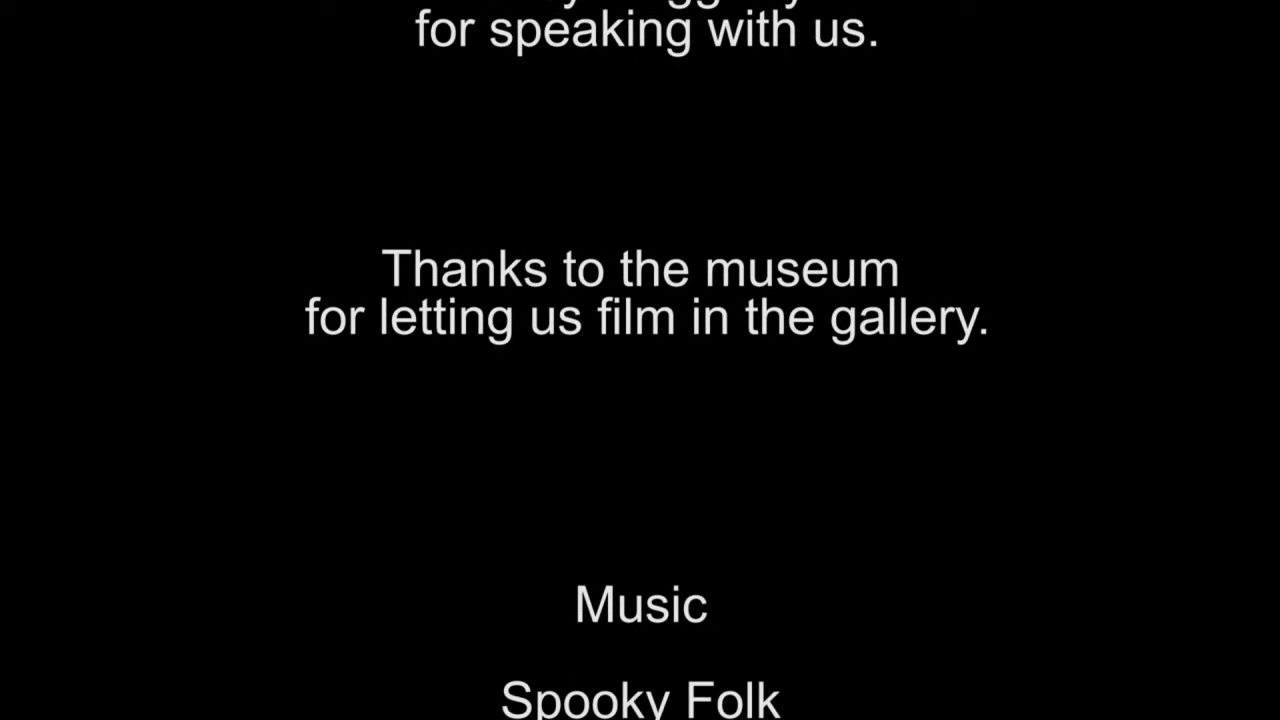 for speaking with us.
Thanks to the museum
for letting us film in the gallery.
Music
Spooky Folk